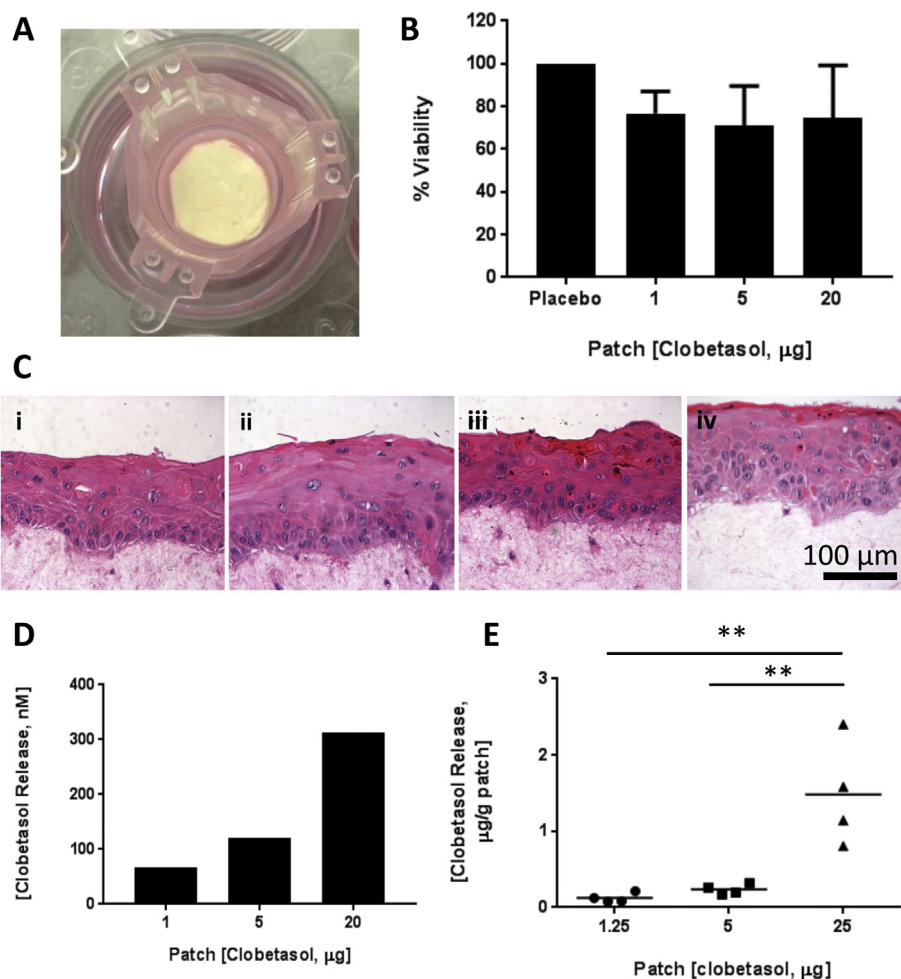 A
B
120
100
80
60
40
20
0
% Viability
Placebo
1
5
20
Patch [Clobetasol, μg]
C
i
ii
iii
iv
100 μm
D
400
300
200
100
0
[Clobetasol Release, nM]
1
5
20
Patch [Clobetasol, μg]
E
**
**
3
2
1
0
[Clobetasol Release,
μg/g patch]
1.25
5
25
Patch [clobetasol, μg]